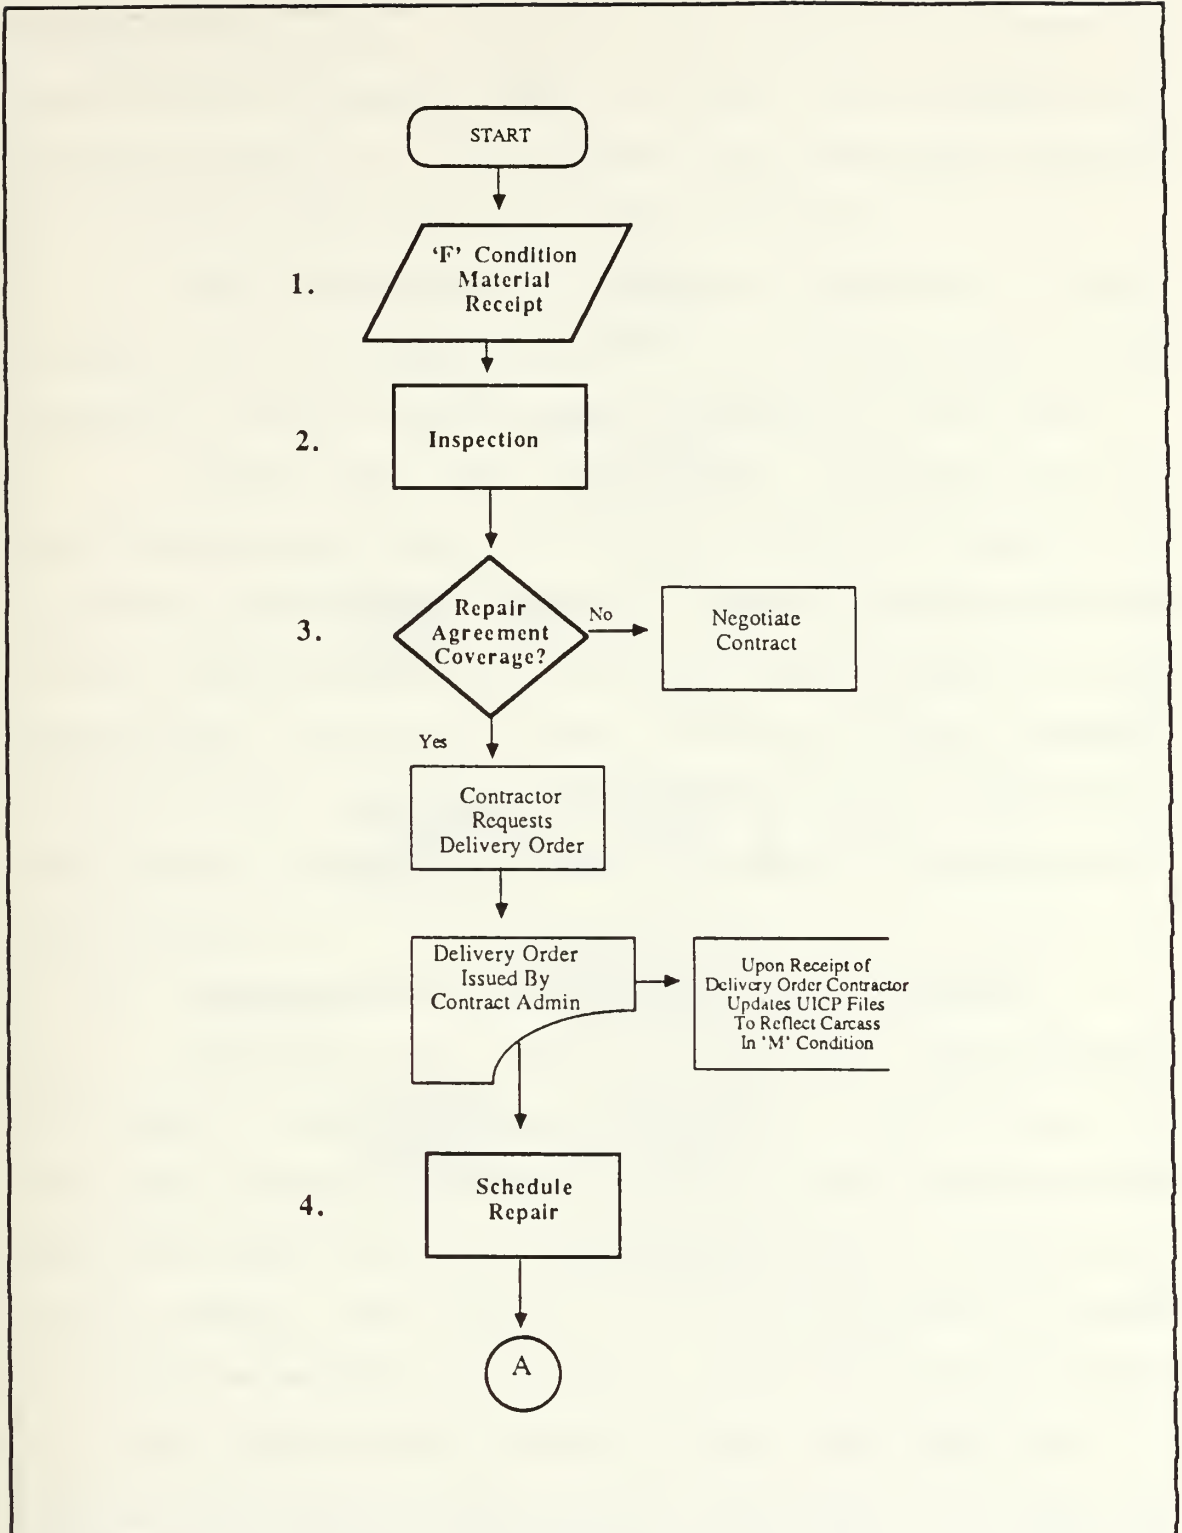 START
1.
'F' Condition
Material
Receipt
2.
Inspection
3.
Repair
Agreement
Coverage?
No
Negotiate
Contract
Yes
Contractor
Requests
Delivery Order
Delivery Order
Issued By
Contract Admin
Upon Receipt of
Delivery Order Contractor
Updates UICP Files
To Reflect Carcass
In 'M' Condition
4.
Schedule
Repair
A